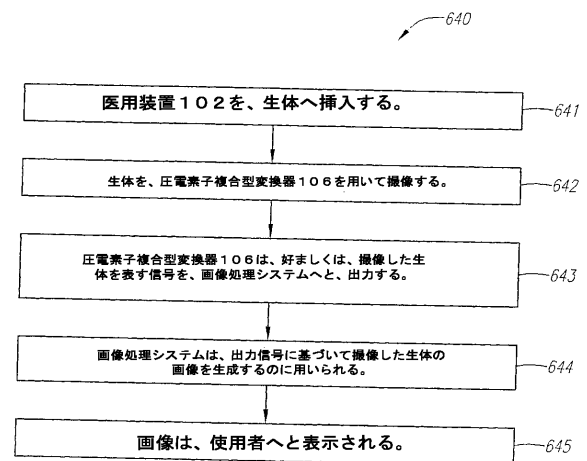 640
医用装置102を、生体へ挿入する。
641
生体を、圧電素子複合型変換器106を用いて撮像する。
642
圧電素子複合型変換器106は、好ましくは、撮像した生
体を表す信号を、画像処理システムへと、出力する。
643
画像処理システムは、出力信号に基づいて撮像した生体の
画像を生成するのに用いられる。
644
画像は、使用者へと表示される。
645